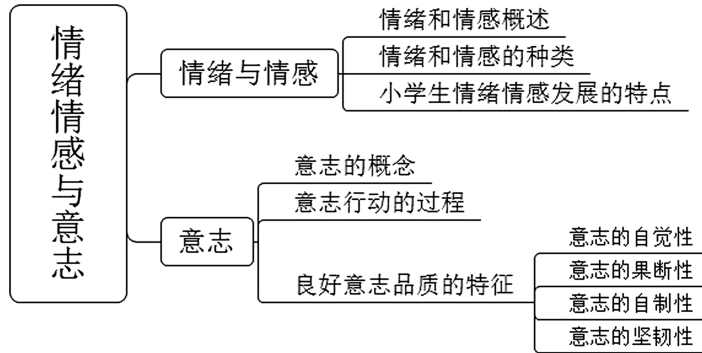 情绪情感与意志
情绪与情感
情绪和情感概述
情绪和情感的种类
小学生情绪情感发展的特点
意志
意志的概念
意志行动的过程
良好意志品质的特征
意志的自觉性
意志的果断性
意志的自制性
意志的坚韧性